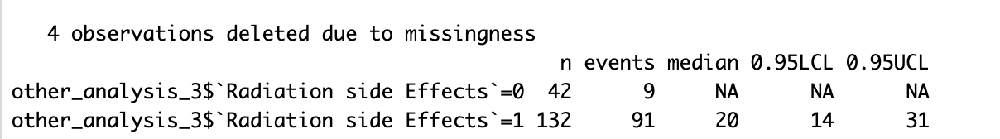 4 observations deleted due to missingness
n events median 0.95LCL 0.95UCL
other_analysis_3$`Radiation side Effects`=0 42 9 NA NA NA
other_analysis_3$`Radiation side Effects`=1 132 91 20 14 31